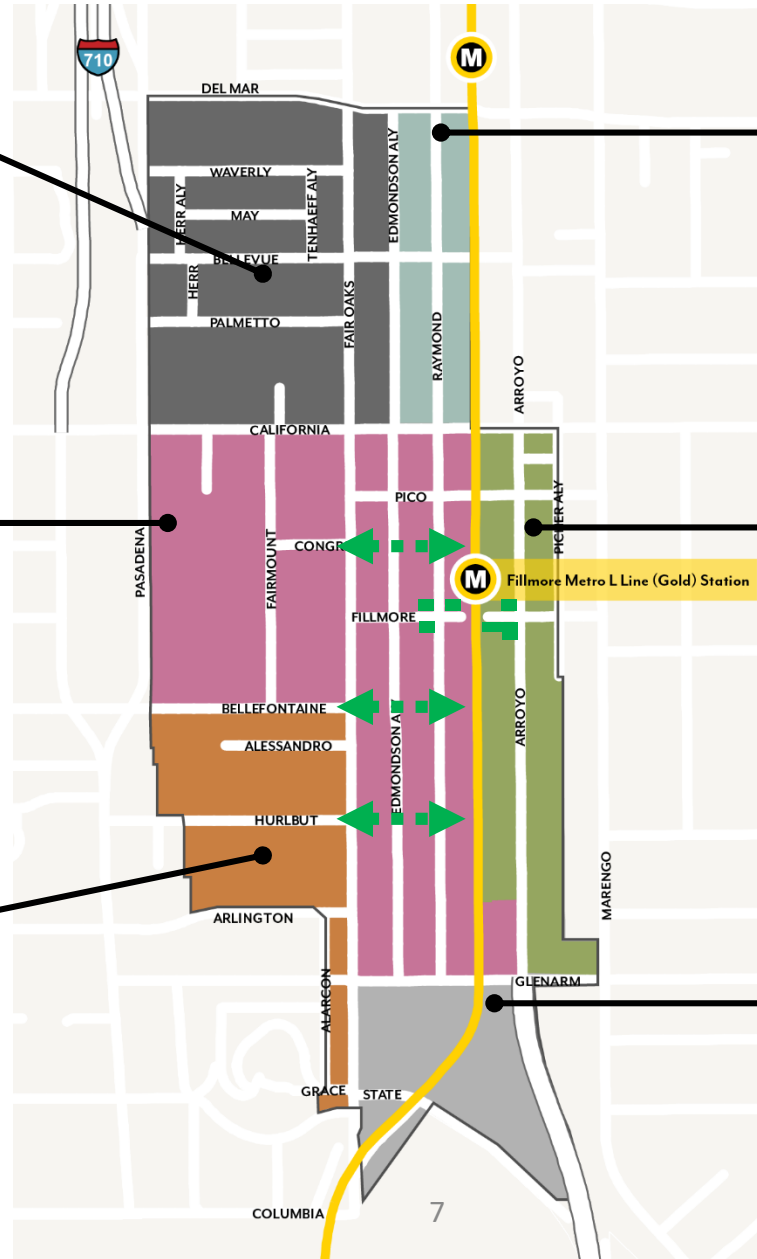 M
710
DEL MAR
EDMONDSON ALY
WAVERLY
TENHAEFF ALY
HERR ALY
MAY
BELLEVUE
HERR
FAIR OAKS
PALMETTO
RAYMOND
ARROYO
CALIFORNIA
PICO
PICHER ALY
PASADENA
FAIRMOUNT
CONGR
M
Fillmore Metro L Line (Gold) Station
FILLMORE
BELLEFONTAINE
EDMONDSON A
ARROYO
ALESSANDRO
HURLBUT
MARENGO
ARLINGTON
GLENARM
ALARCON
GRACE
STATE
COLUMBIA
7